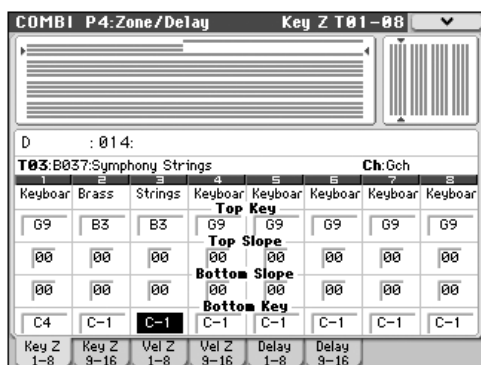 COMBI P4:Zone/Delay Key Z T01-08
D :014:
T03:B037:Symphony Strings Ch:Gch
1 2 3 4 5 6 7 8
Keyboar Brass Strings Keyboar Keyboar Keyboar Keyboar Keyboar
Top Key
G9 B3 B3 G9 G9 G9 G9 G9
Top Slope
00 00 00 00 00 00 00 00
Bottom Slope
00 00 00 00 00 00 00 00
Bottom Key
C4 C-1 C-1 C-1 C-1 C-1 C-1 C-1
Key Z 1-8 Key Z 9-16 Vel Z 1-8 Vel Z 9-16 Delay 1-8 Delay 9-16